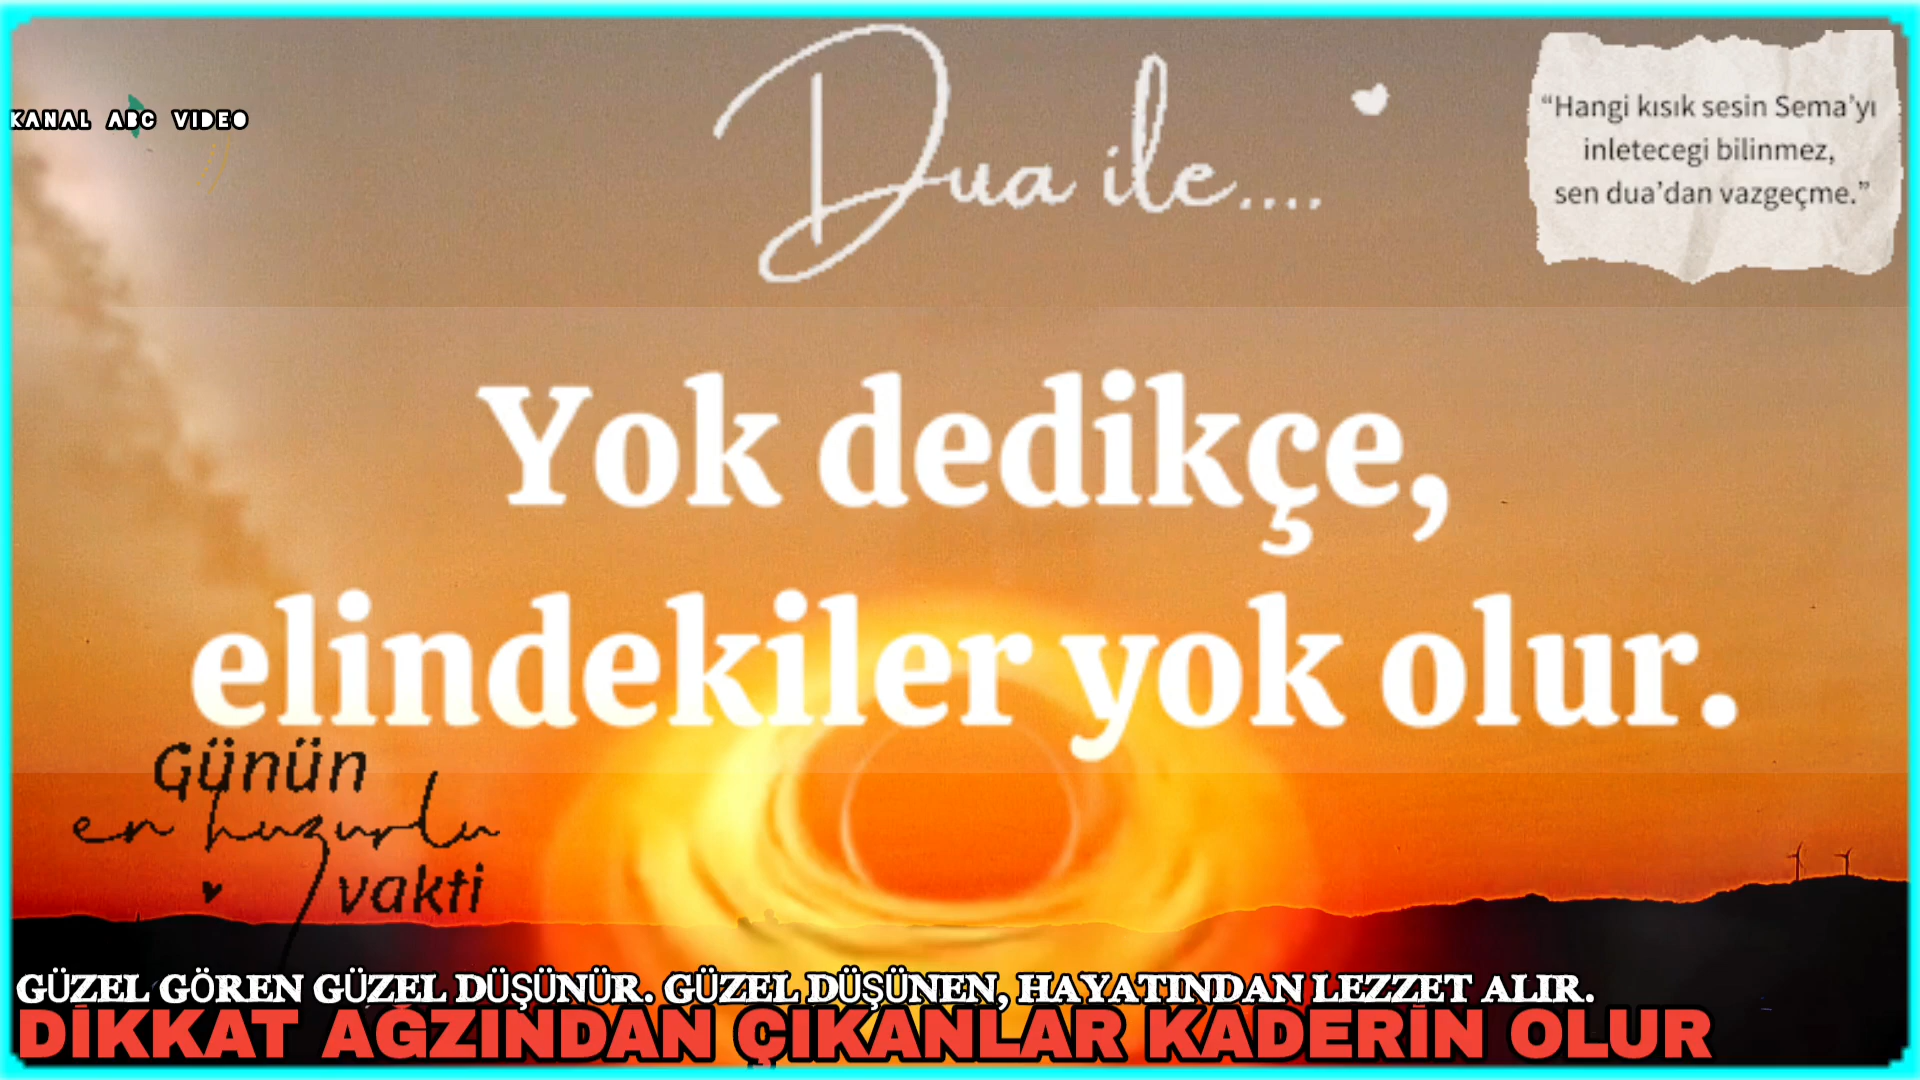 Dua ile....
KANAL ABC VIDEO
“Hangi kısık sesin Sema’yı
inletecegi bilinmez,
sen dua’dan vazgeçme.”
Yok dedikçe,
elindekiler yok olur.
Günün
en huzurlu
vakti
GÜZEL GÖREN GÜZEL DÜŞÜNÜR. GÜZEL DÜŞÜNEN, HAYATINDAN LEZZET ALIR.
DİKKAT AĞZINDAN ÇIKANLAR KADERİN OLUR